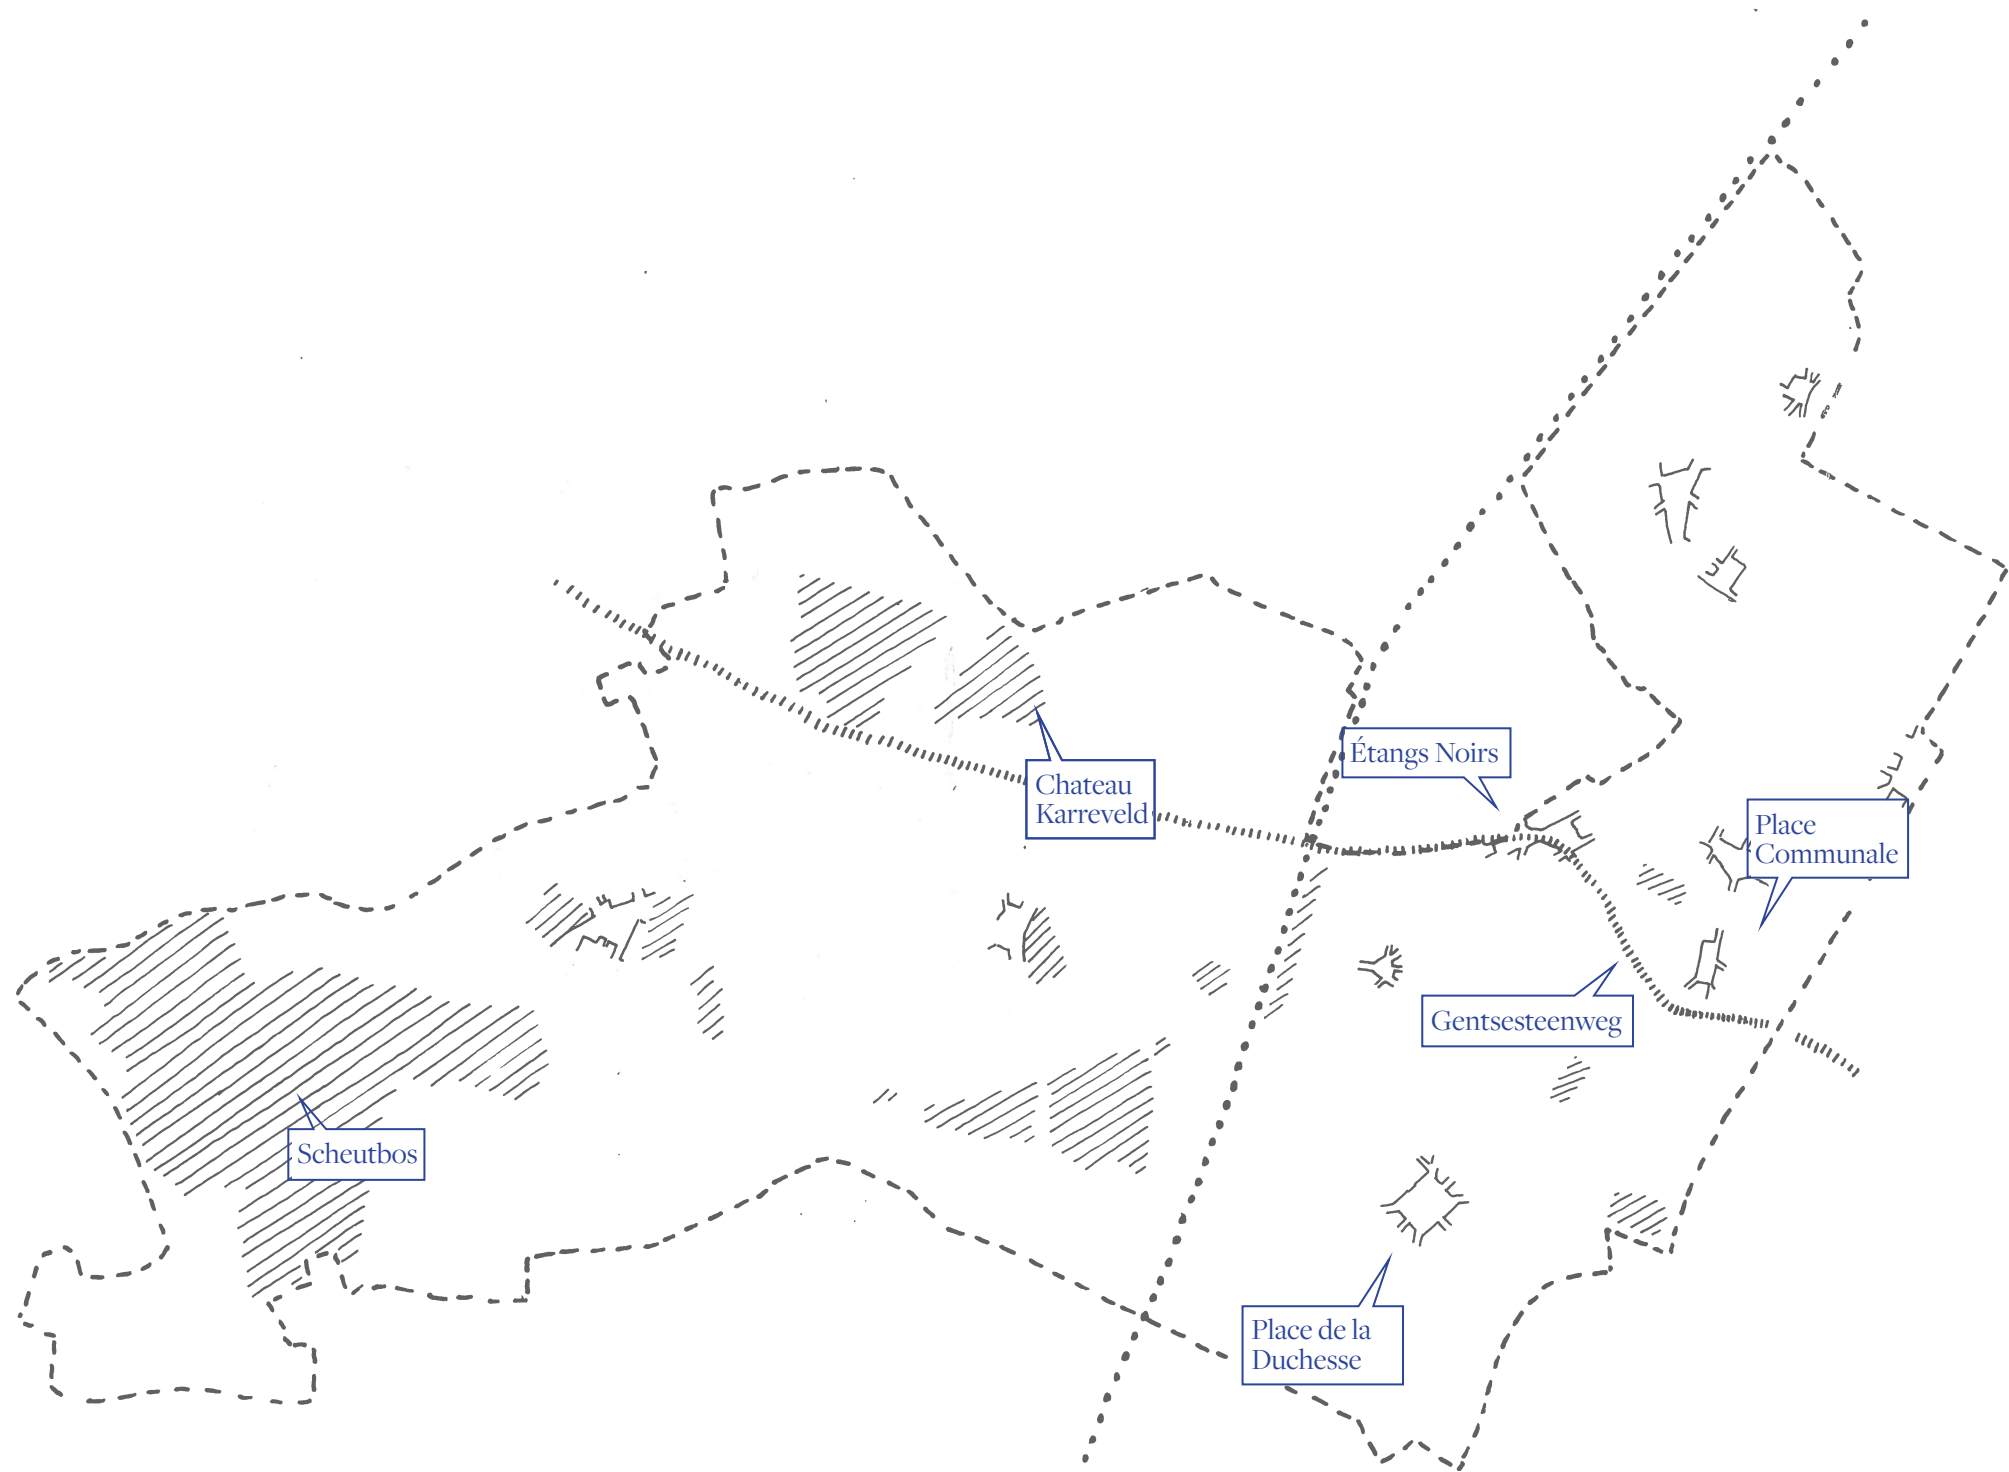 Étangs Noirs
Chateau
Karreveld
Place
Communale
Gentsesteenweg
Scheutbos
Place de la
Duchesse